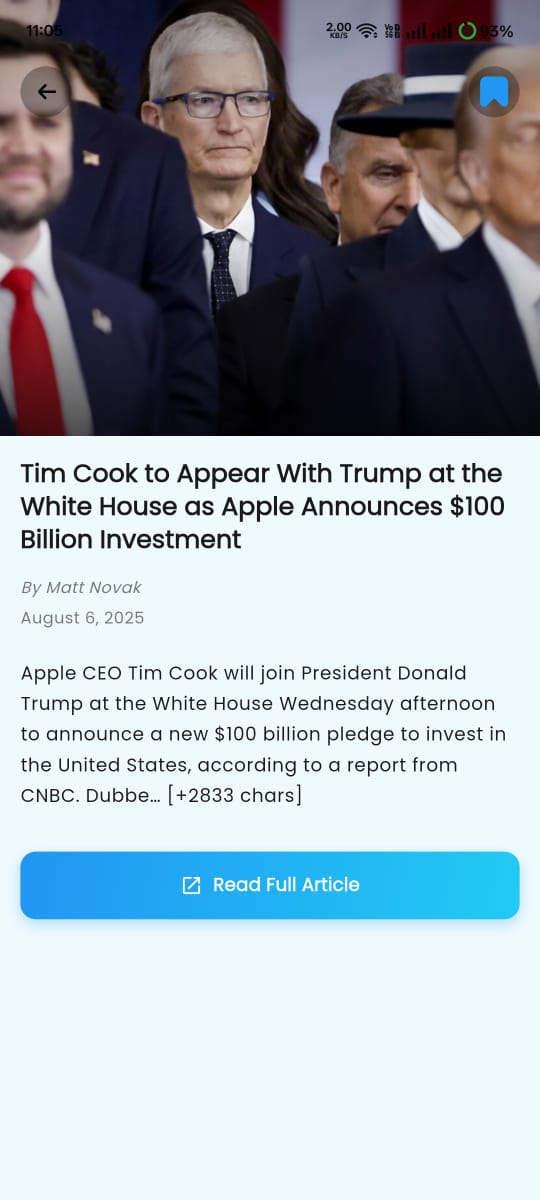 11:05
2.00
KB/S
93%
Tim Cook to Appear With Trump at the
White House as Apple Announces $100
Billion Investment
By Matt Novak
August 6, 2025
Apple CEO Tim Cook will join President Donald
Trump at the White House Wednesday afternoon
to announce a new $100 billion pledge to invest in
the United States, according to a report from
CNBC. Dubbe... [+2833 chars]
Read Full Article